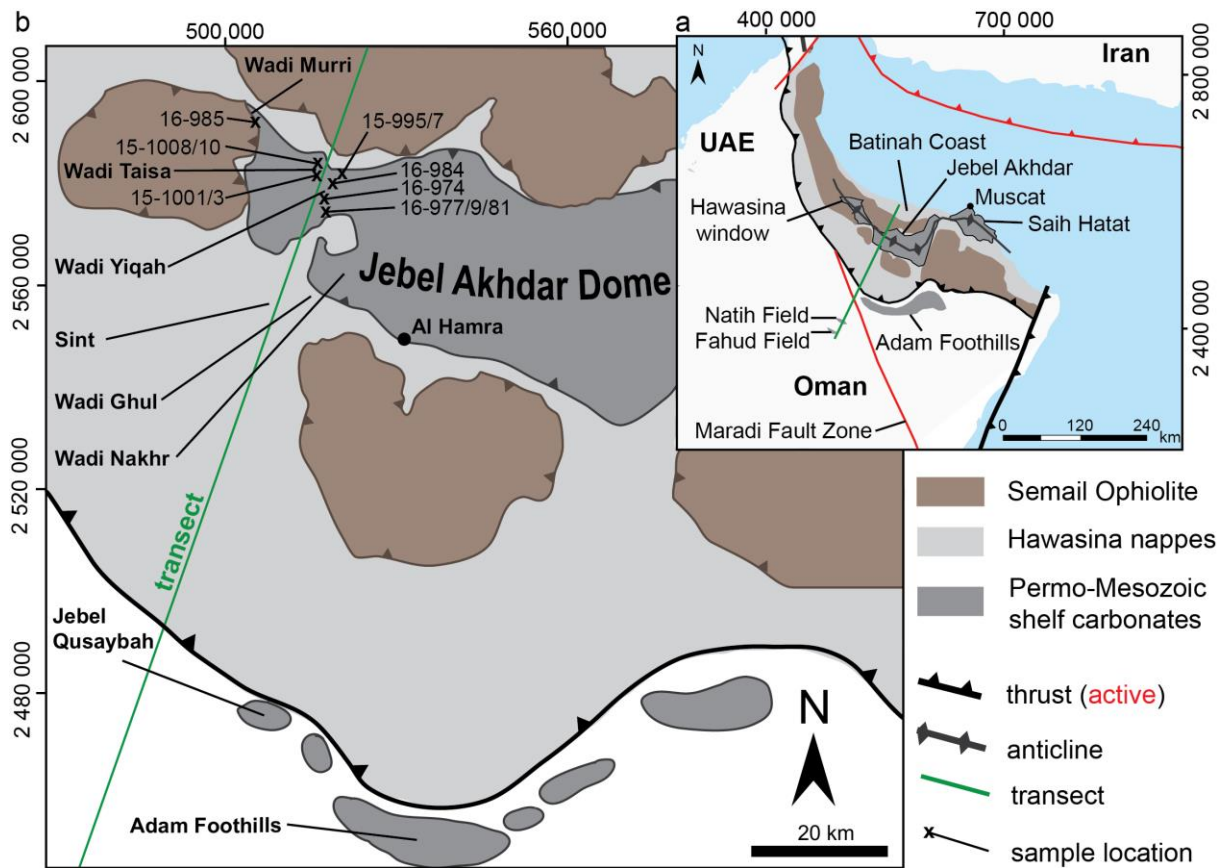 b
500 000
560 000
2 600 000
2 560 000
2 520 000
2 480 000
Wadi Murri
16-985
15-1008/10
Wadi Taisa
15-1001/3
15-995/7
16-984
16-974
16-977/9/81
Wadi Yiqah
Jebel Akhdar Dome
Sint
Al Hamra
Wadi Ghul
Wadi Nakhr
transect
Jebel
Qusaybah
Adam Foothills
N
20 km
a
400 000
700 000
2 800 000
2 400 000
N
Iran
UAE
Batinah Coast
Jebel Akhdar
Muscat
Hawasina
window
Saih Hatat
Natih Field
Fahud Field
Adam Foothills
Oman
Maradi Fault Zone
0 120 240
km
Semail Ophiolite
Hawasina nappes
Permo-Mesozoic
shelf carbonates
thrust (active)
anticline
transect
x
sample location